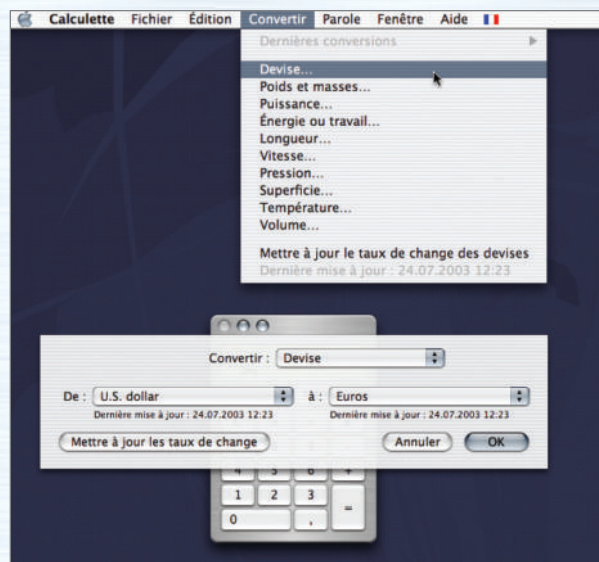 Calculette Fichier Édition Convertir Parole Fenêtre Aide
Dernières conversions
Devise...
Poids et masses...
Puissance...
Énergie ou travail...
Longueur...
Vitesse...
Pression...
Superficie...
Température...
Volume...
Mettre à jour le taux de change des devises
Dernière mise à jour : 24.07.2003 12:23
Convertir : Devise
De : U.S. dollar à : Euros
Dernière mise à jour : 24.07.2003 12:23 Dernière mise à jour : 24.07.2003 12:23
Mettre à jour les taux de change Annuler OK
4 5 6 +
1 2 3 =
0 ,